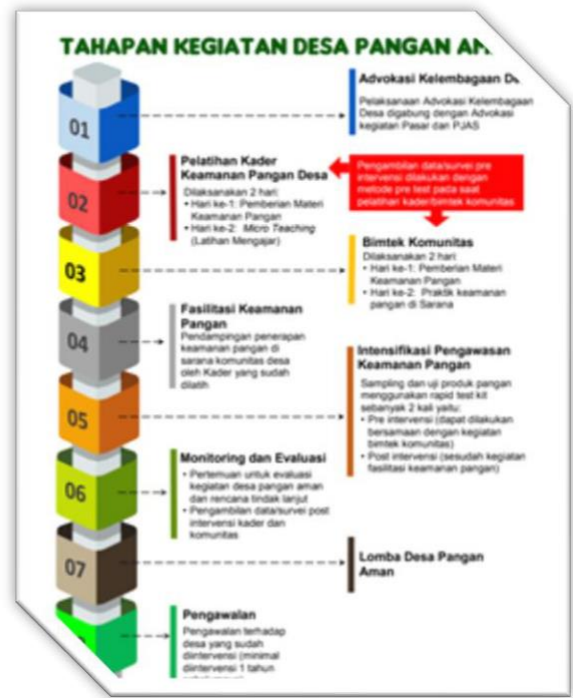 TAHAPAN KEGIATAN DESA PANGAN
01
Advokasi Kelembagaan
Pelaksanaan Advokasi Kelembagaan
Desa digabung dengan Advokasi
kegiatan Pasar dan PJAS
02
Pelatihan Kader
Keamanan Pangan Desa
Dilaksanakan 2 hari:
• Hari ke-1: Pemberian Materi
Keamanan Pangan
• Hari ke-2: Micro Teaching
(Latihan Mengajar)
Pengambilan data/survei pre
intervensi dilakukan dengan
metode pre test pada saat
pelatihan kader/bimtek komunitas
03
Bimtek Komunitas
Dilaksanakan 2 hari:
• Hari ke-1: Pemberian Materi
Keamanan Pangan
• Hari ke-2: Praktik keamanan
pangan di Sarana
04
Fasilitasi Keamanan
Pangan
Pendampingan penerapan
keamanan pangan di
sarana komunitas desa
oleh Kader yang sudah
dilatih
05
Intensifikasi Pengawasan
Keamanan Pangan
Sampling dan uji produk pangan
menggunakan rapid test kit
sebanyak 2 kali yaitu:
• Pre intervensi (dapat dilakukan
bersamaan dengan kegiatan
bimtek komunitas)
• Post intervensi (sesudah kegiatan
fasilitasi keamanan pangan)
06
Monitoring dan Evaluasi
• Pertemuan untuk evaluasi
kegiatan desa pangan aman
dan rencana tindak lanjut
• Pengambilan data/survei post
intervensi kader dan
komunitas
07
Lomba Desa Pangan
Aman
Pengawalan
Pengawalan terhadap
desa yang sudah
diintervensi (minimal
diintervensi 1 tahun